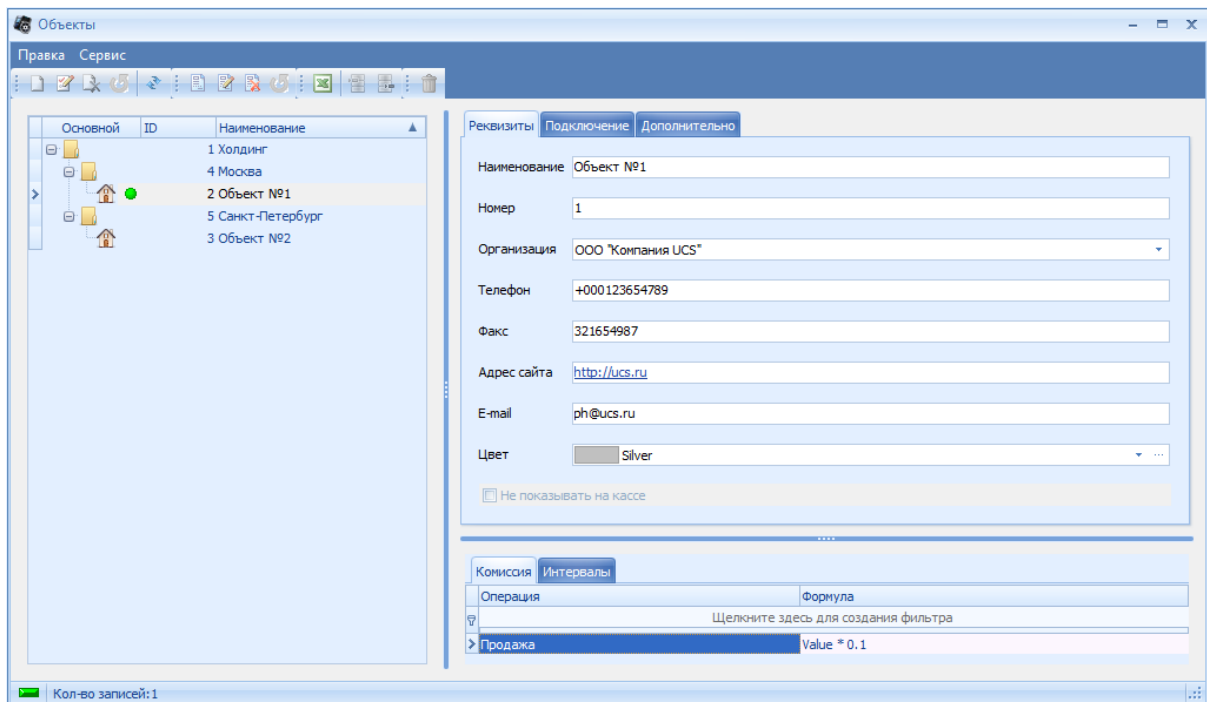 Объекты
Правка Сервис
Основной ID Наименование
1 Холдинг
4 Москва
2 Объект №1
5 Санкт-Петербург
3 Объект №2
Реквизиты Подключение Дополнительно
Наименование Объект №1
Номер 1
Организация ООО "Компания UCS"
Телефон +000123654789
Факс 321654987
Адрес сайта http://ucs.ru
E-mail ph@ucs.ru
Цвет Silver
Не показывать на кассе
Комиссия Интервалы
Операция Формула
Щелкните здесь для создания фильтра
Продажа Value * 0.1
Кол-во записей:1